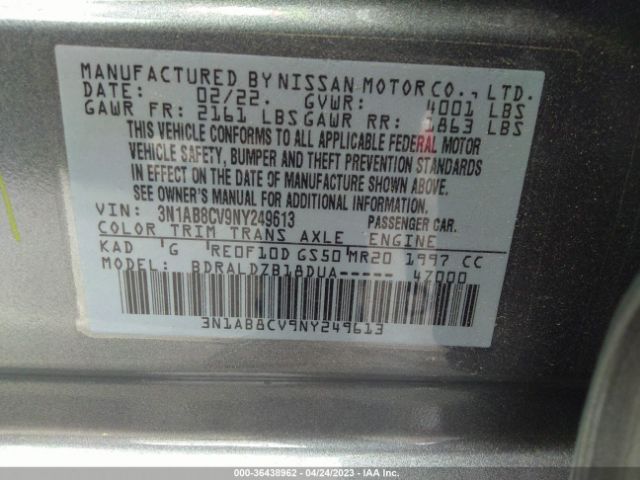 MANUFACTURED BY NISSAN MOTOR CO., LTD.
DATE: 02/22. GVWR: 4001 LBS
GAWR FR: 2161 LBS GAWR RR: 1863 LBS
THIS VEHICLE CONFORMS TO ALL APPLICABLE FEDERAL MOTOR
VEHICLE SAFETY, BUMPER AND THEFT PREVENTION STANDARDS
IN EFFECT ON THE DATE OF MANUFACTURE SHOWN ABOVE.
SEE OWNER'S MANUAL FOR ADDITIONAL INFORMATION.
VIN: 3N1AB8CV9NY249613 PASSENGER CAR.
COLOR TRIM TRANS AXLE ENGINE
KAD G RE0F10D GS50 MR20 1997 CC
MODEL: BDRALDZB18DUA----- 47000
3N1AB8CV9NY249613
000-36438962 - 04/24/2023 - IAA Inc.